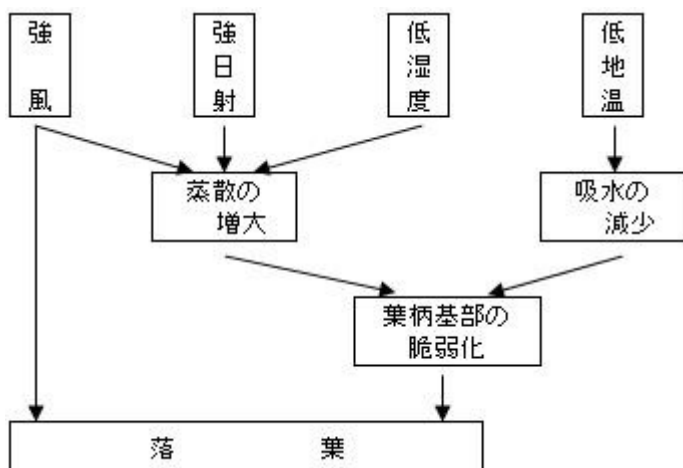 強風
強日射
低湿度
低地温
蒸散の
増大
吸水の
減少
葉柄基部の
脆弱化
落葉